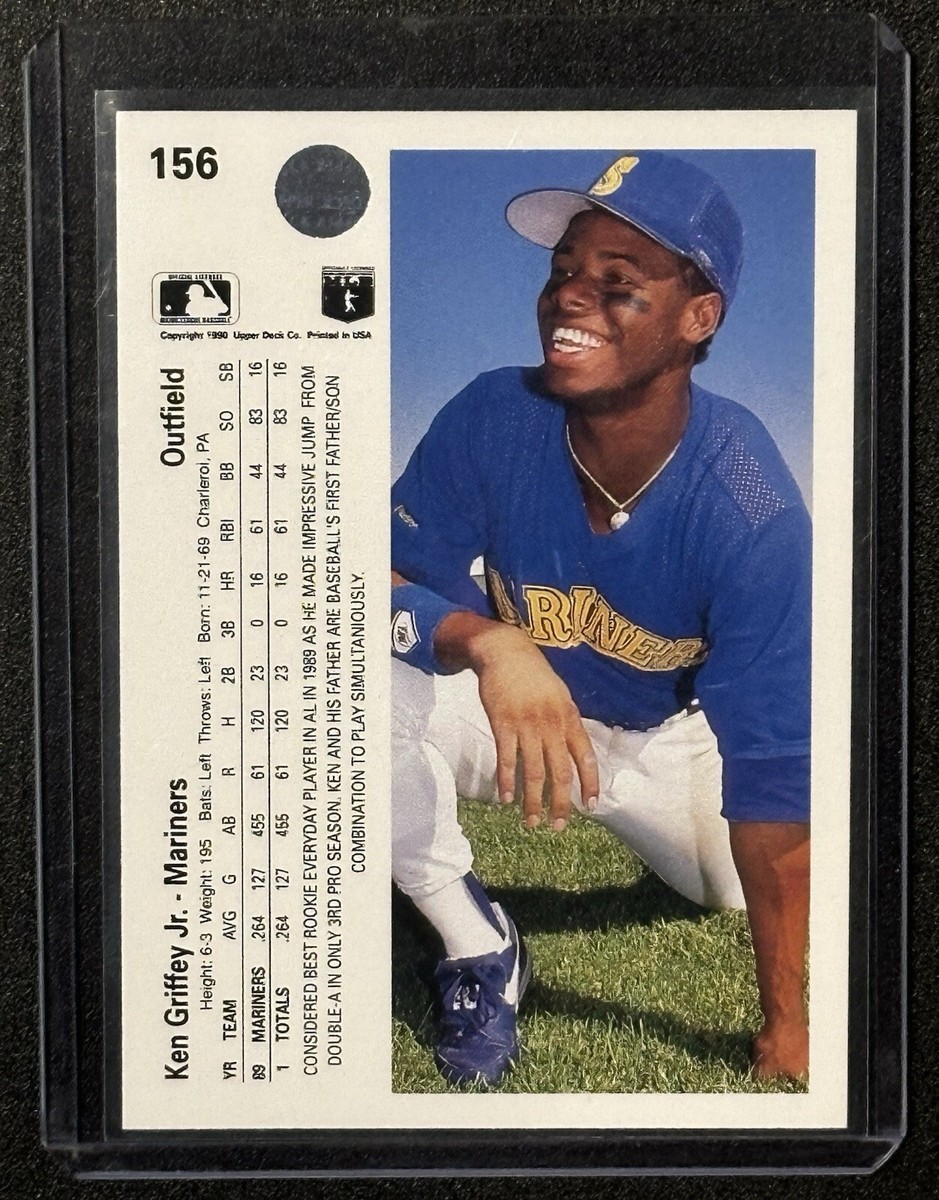 156
Copyright 1990 Upper Deck Co. Printed in USA
Ken Griffey Jr. - Mariners Outfield
Height: 6-3 Weight: 195 Bats: Left Throws: Left Born: 11-21-69 Charleroi, PA
YR TEAM AVG G AB R H 2B 3B HR RBI BB SO SB
89 MARINERS .264 127 455 61 120 23 0 16 61 44 83 16
1 TOTALS .264 127 455 61 120 23 0 16 61 44 83 16
CONSIDERED BEST ROOKIE EVERYDAY PLAYER IN AL IN 1989 AS HE MADE IMPRESSIVE JUMP FROM
DOUBLE-A IN ONLY 3RD PRO SEASON. KEN AND HIS FATHER ARE BASEBALL'S FIRST FATHER/SON
COMBINATION TO PLAY SIMULTANIOUSLY.
S
ARINERS